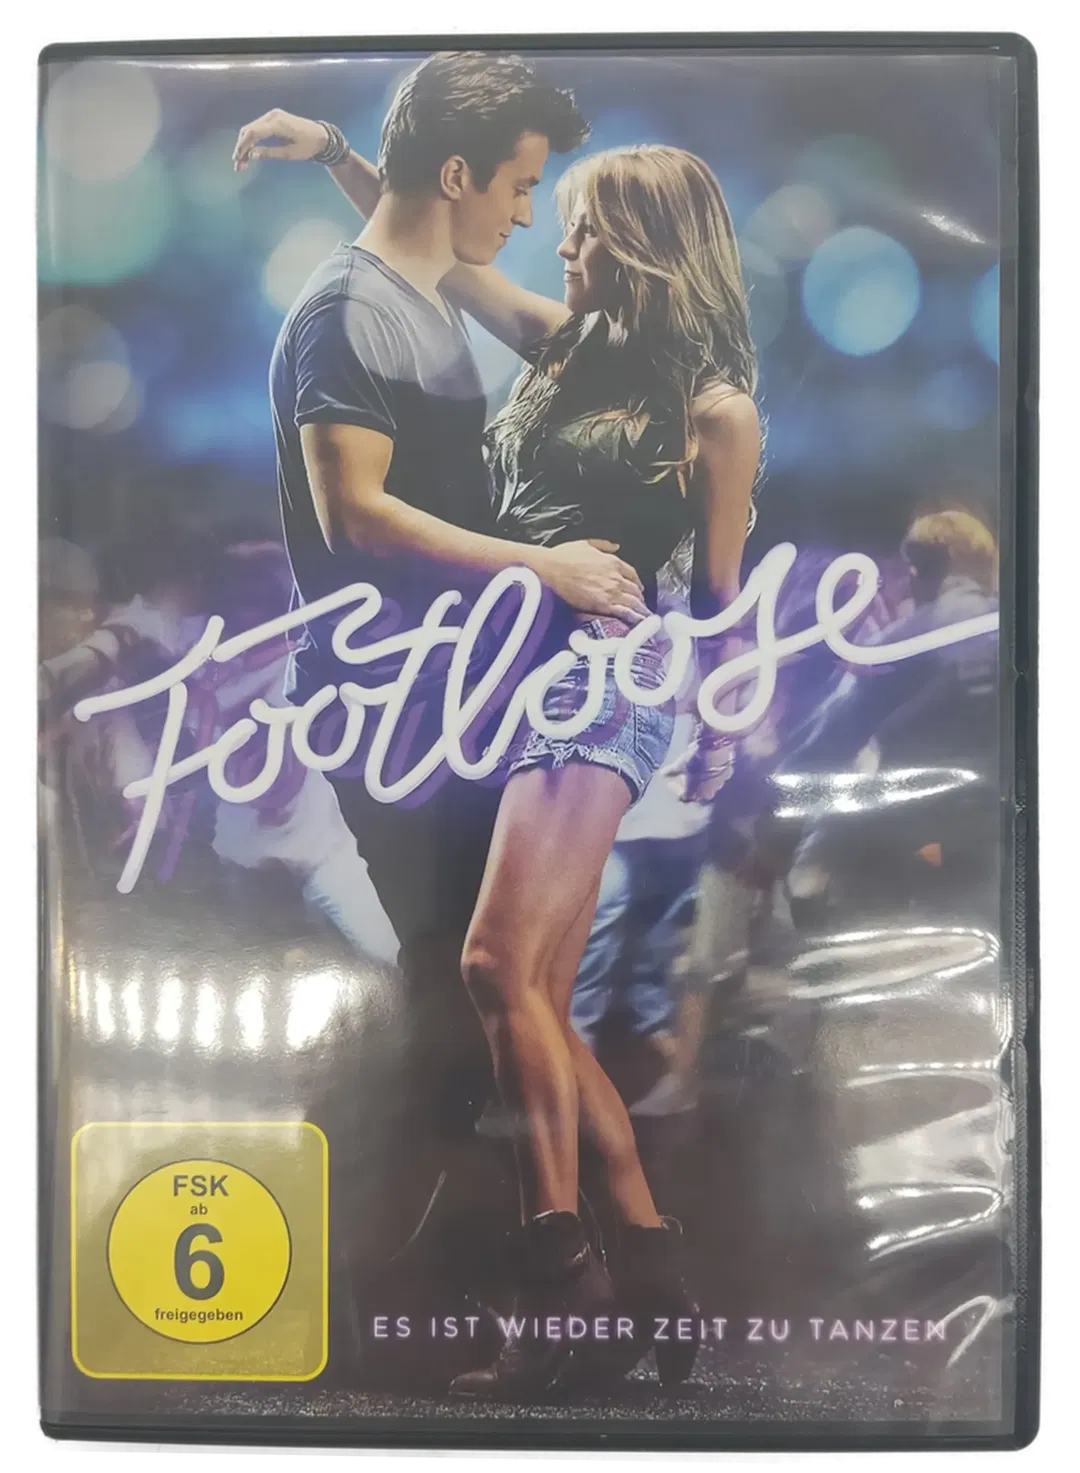 Footloose
FSK
ab
6
freigegeben
ES IST WIEDER ZEIT ZU TANZEN